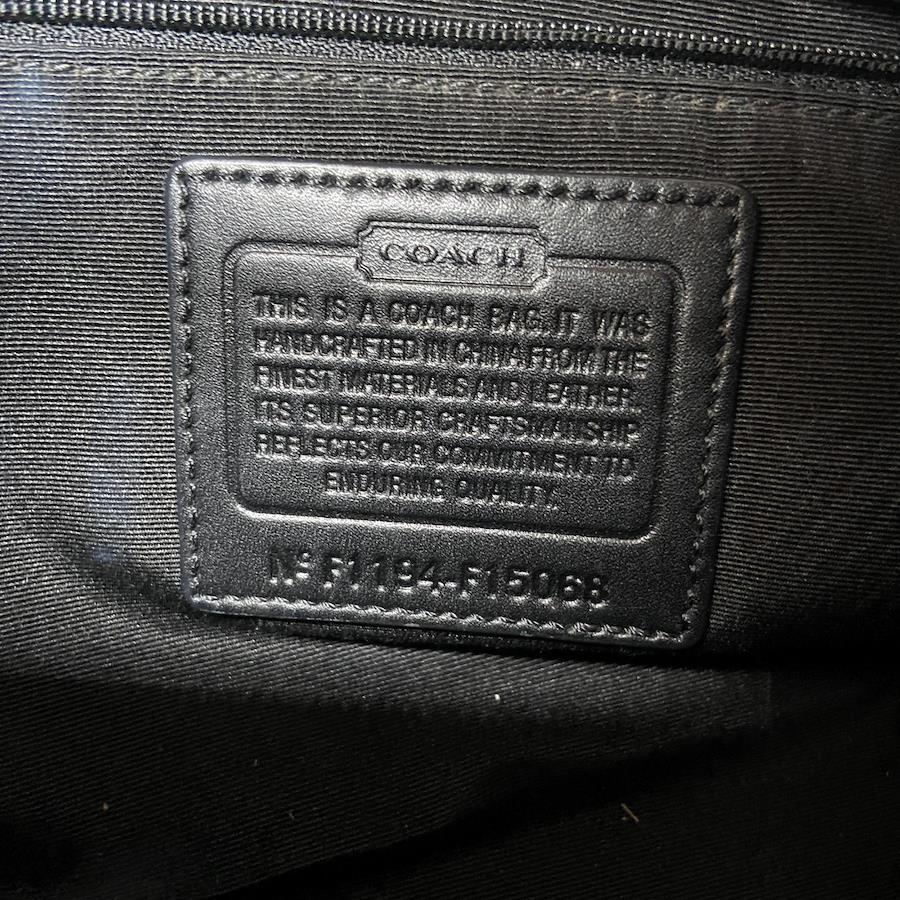 COACH
THIS IS A COACH BAG. IT WAS
HANDCRAFTED IN CHINA FROM THE
FINEST MATERIALS AND LEATHER.
ITS SUPERIOR CRAFTSMANSHIP
REFLECTS OUR COMMITMENT TO
ENDURING QUALITY.
Nº F1194-F15068